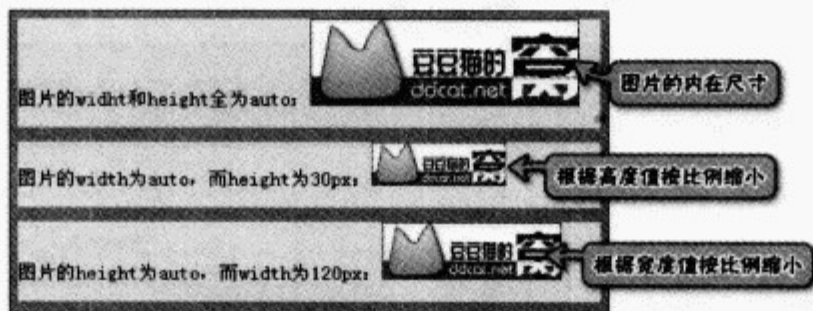 豆豆猫的
容
ddcat.net
图片的widht和height全为auto：
图片的内在尺寸
豆豆猫的
容
ddcat.net
图片的width为auto，而height为30px：
根据高度值按比例缩小
豆豆猫的
容
ddcat.net
图片的height为auto，而width为120px：
根据宽度值按比例缩小